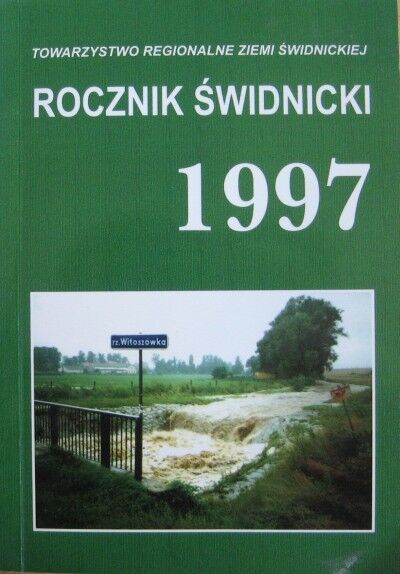 TOWARZYSTWO REGIONALNE ZIEMI ŚWIDNICKIEJ
ROCZNIK ŚWIDNICKI
1997
rz.Witoszówka